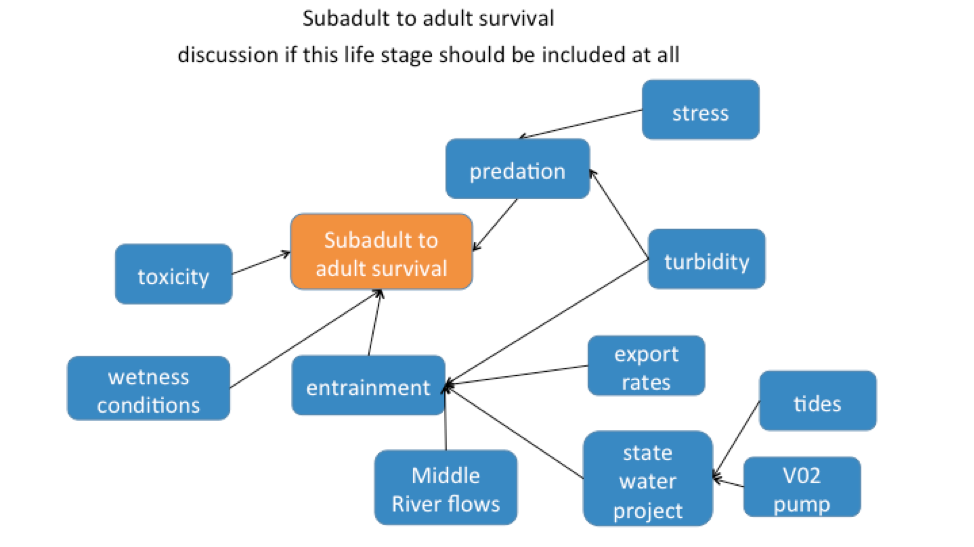 Subadult to adult survival
discussion if this life stage should be included at all
stress
predation
Subadult to
adult survival
turbidity
toxicity
export
rates
wetness
conditions
entrainment
tides
state
water
project
Middle
River flows
V02
pump